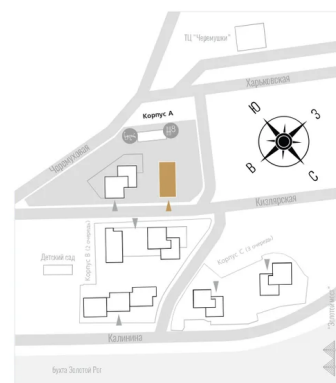 ТЦ "Черемушки"
Харьковская
Корпус А
Черемуховая
Ю
З
В
С
Кизлярская
Детский сад
Корпус В (2 очередь)
Корпус С (3 очередь)
Калинина
бухта Золотой Рог